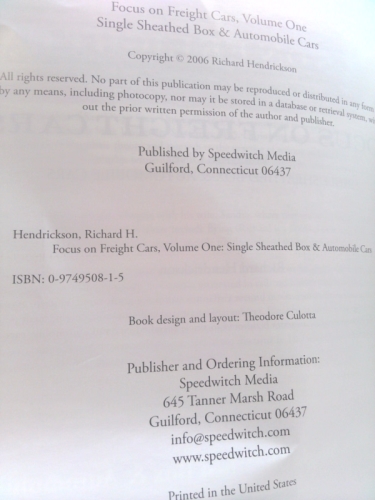 Focus on Freight Cars, Volume One
Single Sheathed Box & Automobile Cars
Copyright © 2006 Richard Hendrickson
All rights reserved. No part of this publication may be reproduced or distributed in any form
by any means, including photocopy, nor may it be stored in a database or retrieval system, with
out the prior written permission of the author and publisher.
Published by Speedwitch Media
Guilford, Connecticut 06437
Hendrickson, Richard H.
Focus on Freight Cars, Volume One: Single Sheathed Box & Automobile Cars
ISBN: 0-9749508-1-5
Book design and layout: Theodore Culotta
Publisher and Ordering Information:
Speedwitch Media
645 Tanner Marsh Road
Guilford, Connecticut 06437
info@speedwitch.com
www.speedwitch.com
Printed in the United States